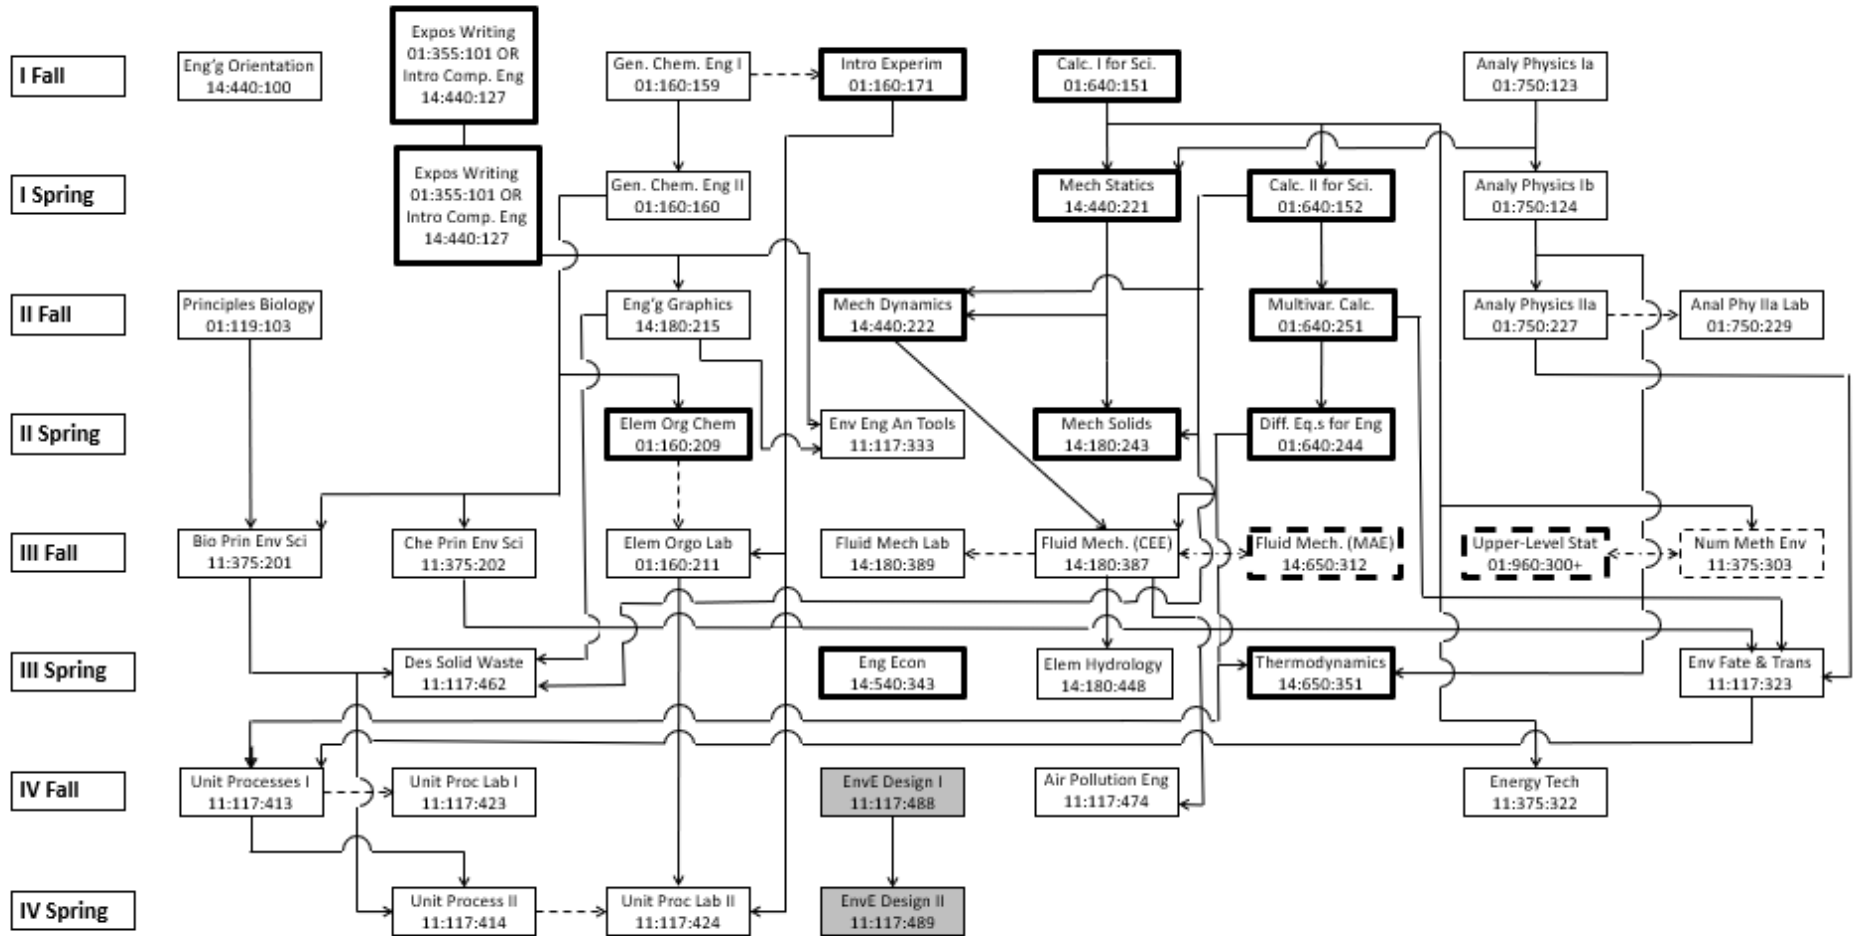 I Fall
Eng'g Orientation
14:440:100
Expos Writing
01:355:101 OR
Intro Comp. Eng
14:440:127
Gen. Chem. Eng I
01:160:159
Intro Experim
01:160:171
Calc. I for Sci.
01:640:151
Analy Physics Ia
01:750:123
I Spring
Expos Writing
01:355:101 OR
Intro Comp. Eng
14:440:127
Gen. Chem. Eng II
01:160:160
Mech Statics
14:440:221
Calc. II for Sci.
01:640:152
Analy Physics Ib
01:750:124
II Fall
Principles Biology
01:119:103
Eng'g Graphics
14:180:215
Mech Dynamics
14:440:222
Multivar. Calc.
01:640:251
Analy Physics IIa
01:750:227
Anal Phy IIa Lab
01:750:229
II Spring
Elem Org Chem
01:160:209
Env Eng An Tools
11:117:333
Mech Solids
14:180:243
Diff. Eq.s for Eng
01:640:244
III Fall
Bio Prin Env Sci
11:375:201
Che Prin Env Sci
11:375:202
Elem Orgo Lab
01:160:211
Fluid Mech Lab
14:180:389
Fluid Mech. (CEE)
14:180:387
Fluid Mech. (MAE)
14:650:312
Upper-Level Stat
01:960:300+
Num Meth Env
11:375:303
III Spring
Des Solid Waste
11:117:462
Eng Econ
14:540:343
Elem Hydrology
14:180:448
Thermodynamics
14:650:351
Env Fate & Trans
11:117:323
IV Fall
Unit Processes I
11:117:413
Unit Proc Lab I
11:117:423
EnvE Design I
11:117:488
Air Pollution Eng
11:117:474
Energy Tech
11:375:322
IV Spring
Unit Process II
11:117:414
Unit Proc Lab II
11:117:424
EnvE Design II
11:117:489